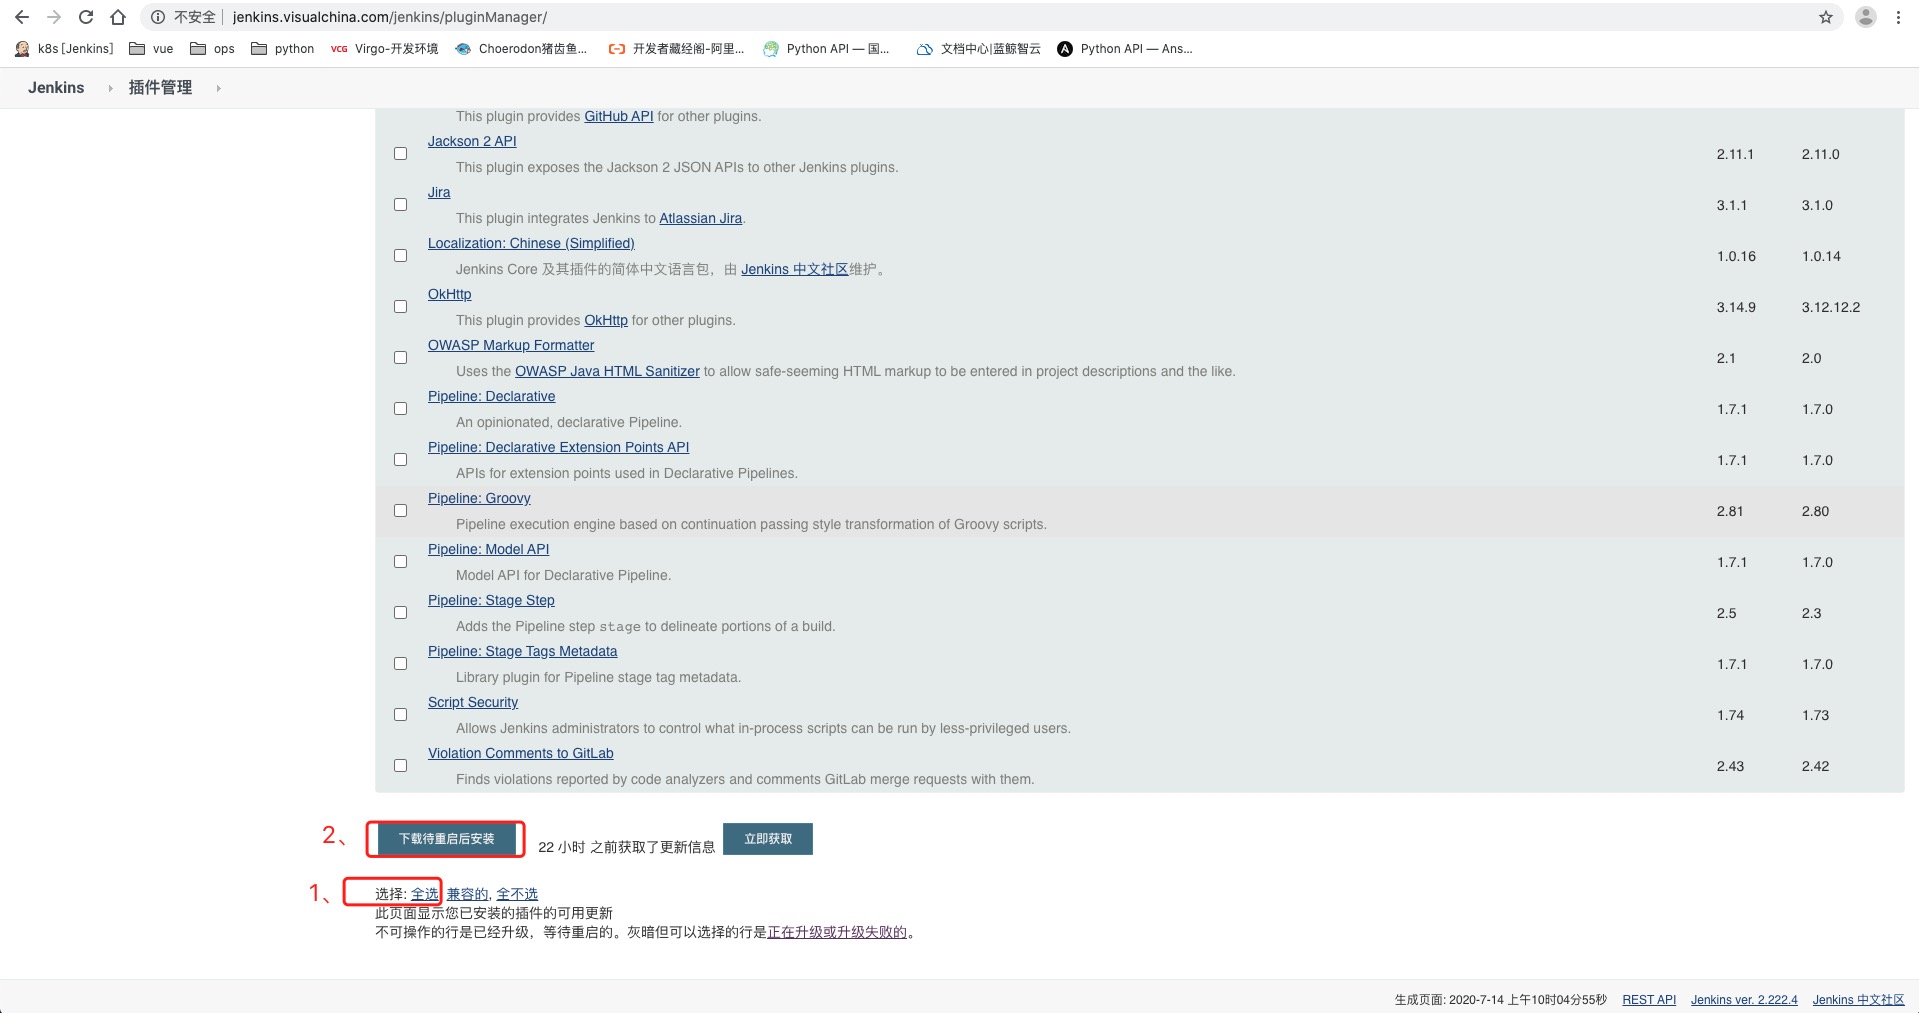 不安全 jenkins.visualchina.com/jenkins/pluginManager/
k8s [Jenkins] vue ops python VCG Virgo-开发环境 Choerodon猪齿鱼... 开发者藏经阁-阿里... Python API — 国... 文档中心|蓝鲸智云 A Python API — Ans...
Jenkins 插件管理
This plugin provides GitHub API for other plugins.
Jackson 2 API
This plugin exposes the Jackson 2 JSON APIs to other Jenkins plugins.
2.11.1 2.11.0
Jira
This plugin integrates Jenkins to Atlassian Jira.
3.1.1 3.1.0
Localization: Chinese (Simplified)
Jenkins Core 及其插件的简体中文语言包，由 Jenkins 中文社区维护。
1.0.16 1.0.14
OkHttp
This plugin provides OkHttp for other plugins.
3.14.9 3.12.12.2
OWASP Markup Formatter
Uses the OWASP Java HTML Sanitizer to allow safe-seeming HTML markup to be entered in project descriptions and the like.
2.1 2.0
Pipeline: Declarative
An opinionated, declarative Pipeline.
1.7.1 1.7.0
Pipeline: Declarative Extension Points API
APIs for extension points used in Declarative Pipelines.
1.7.1 1.7.0
Pipeline: Groovy
Pipeline execution engine based on continuation passing style transformation of Groovy scripts.
2.81 2.80
Pipeline: Model API
Model API for Declarative Pipeline.
1.7.1 1.7.0
Pipeline: Stage Step
Adds the Pipeline step stage to delineate portions of a build.
2.5 2.3
Pipeline: Stage Tags Metadata
Library plugin for Pipeline stage tag metadata.
1.7.1 1.7.0
Script Security
Allows Jenkins administrators to control what in-process scripts can be run by less-privileged users.
1.74 1.73
Violation Comments to GitLab
Finds violations reported by code analyzers and comments GitLab merge requests with them.
2.43 2.42
2、 下载待重启后安装 22 小时 之前获取了更新信息 立即获取
1、 选择: 全选, 兼容的, 全不选
此页面显示您已安装的插件的可用更新
不可操作的行是已经升级，等待重启的。灰暗但可以选择的行是正在升级或升级失败的。
生成页面: 2020-7-14 上午10时04分55秒 REST API Jenkins ver. 2.222.4 Jenkins 中文社区